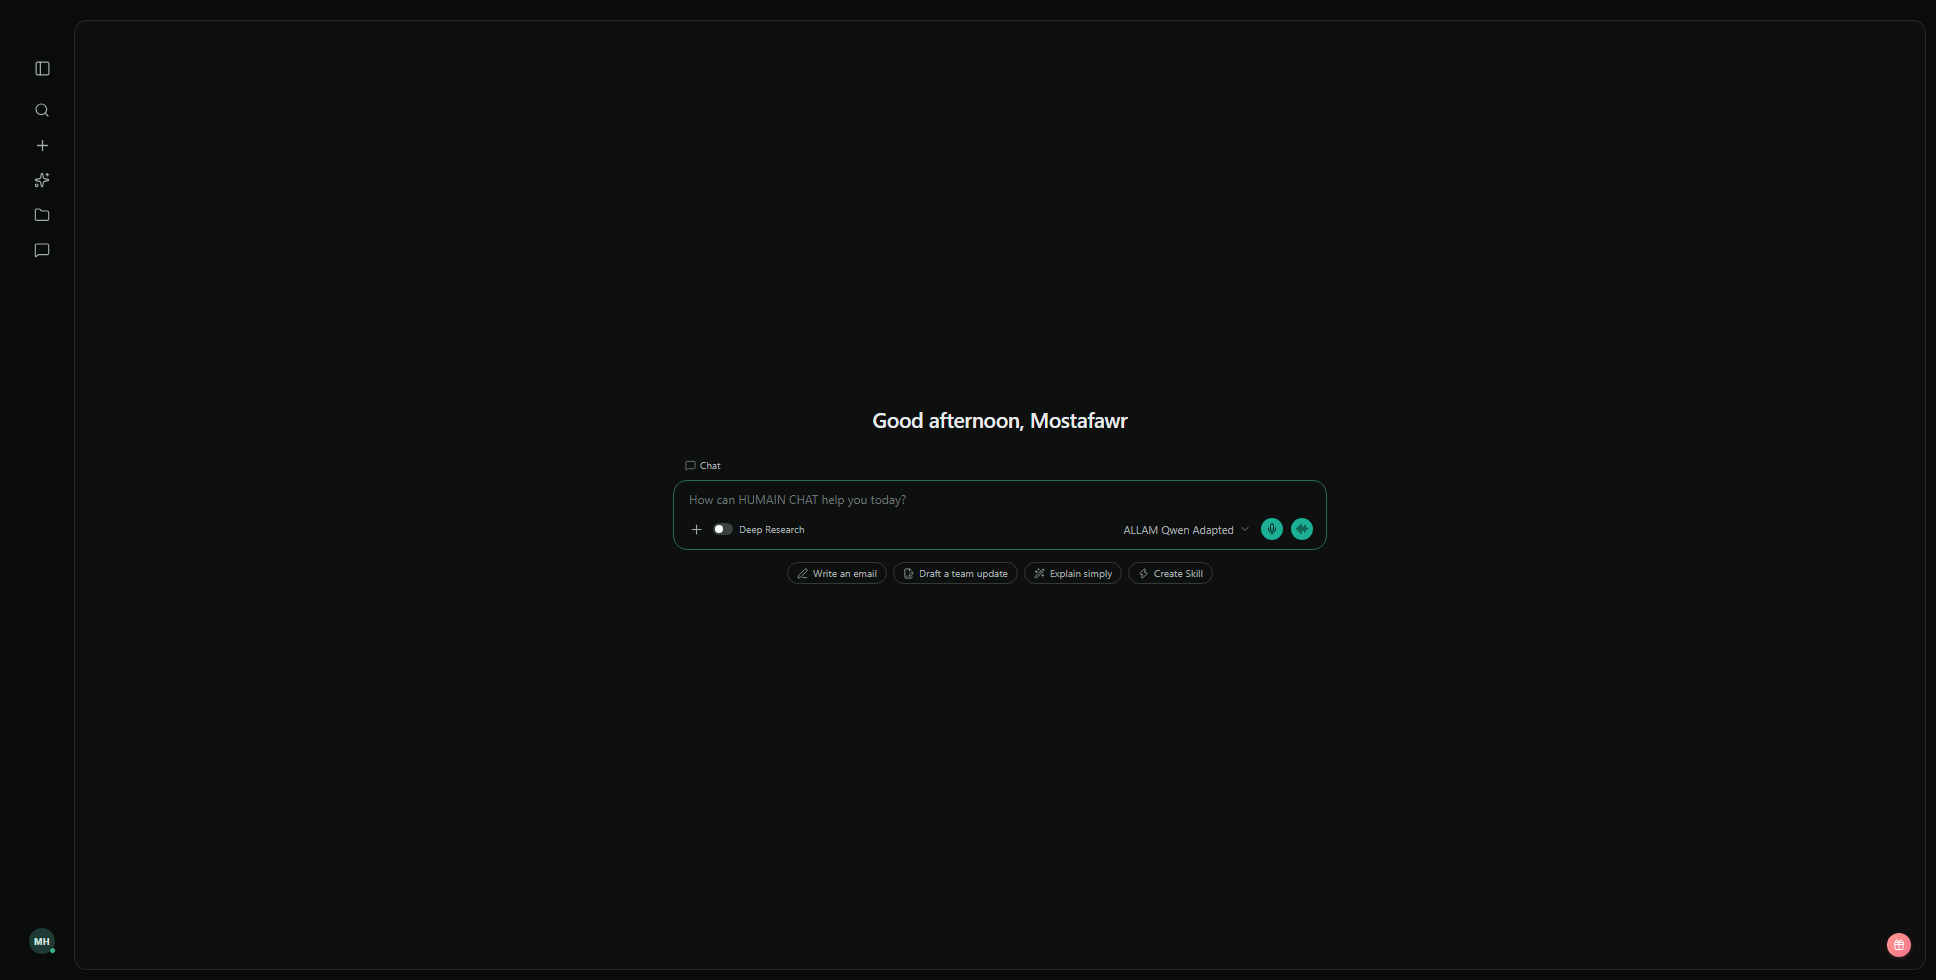 Good afternoon, Mostafawr
Chat
How can HUMAIN CHAT help you today?
Deep Research
ALLAM Qwen Adapted
Write an email
Draft a team update
Explain simply
Create Skill
MH